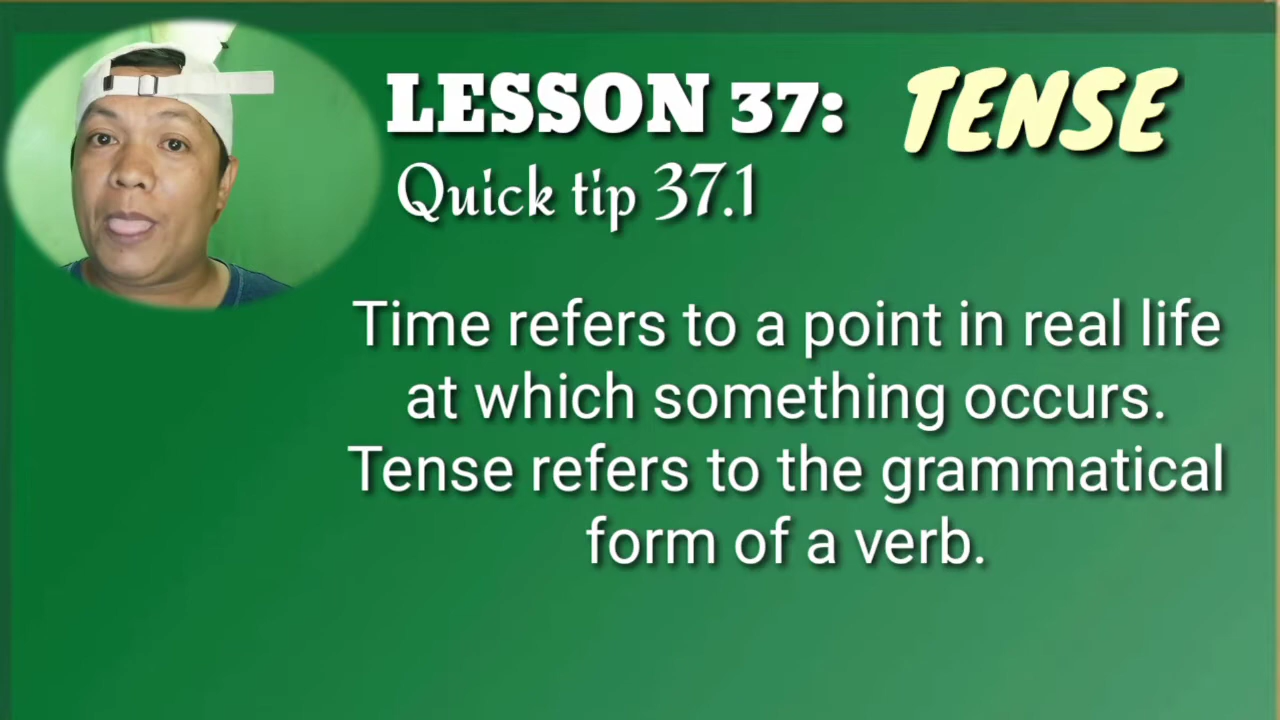 LESSON 37: TENSE
Quick tip 37.1
Time refers to a point in real life
at which something occurs.
Tense refers to the grammatical
form of a verb.